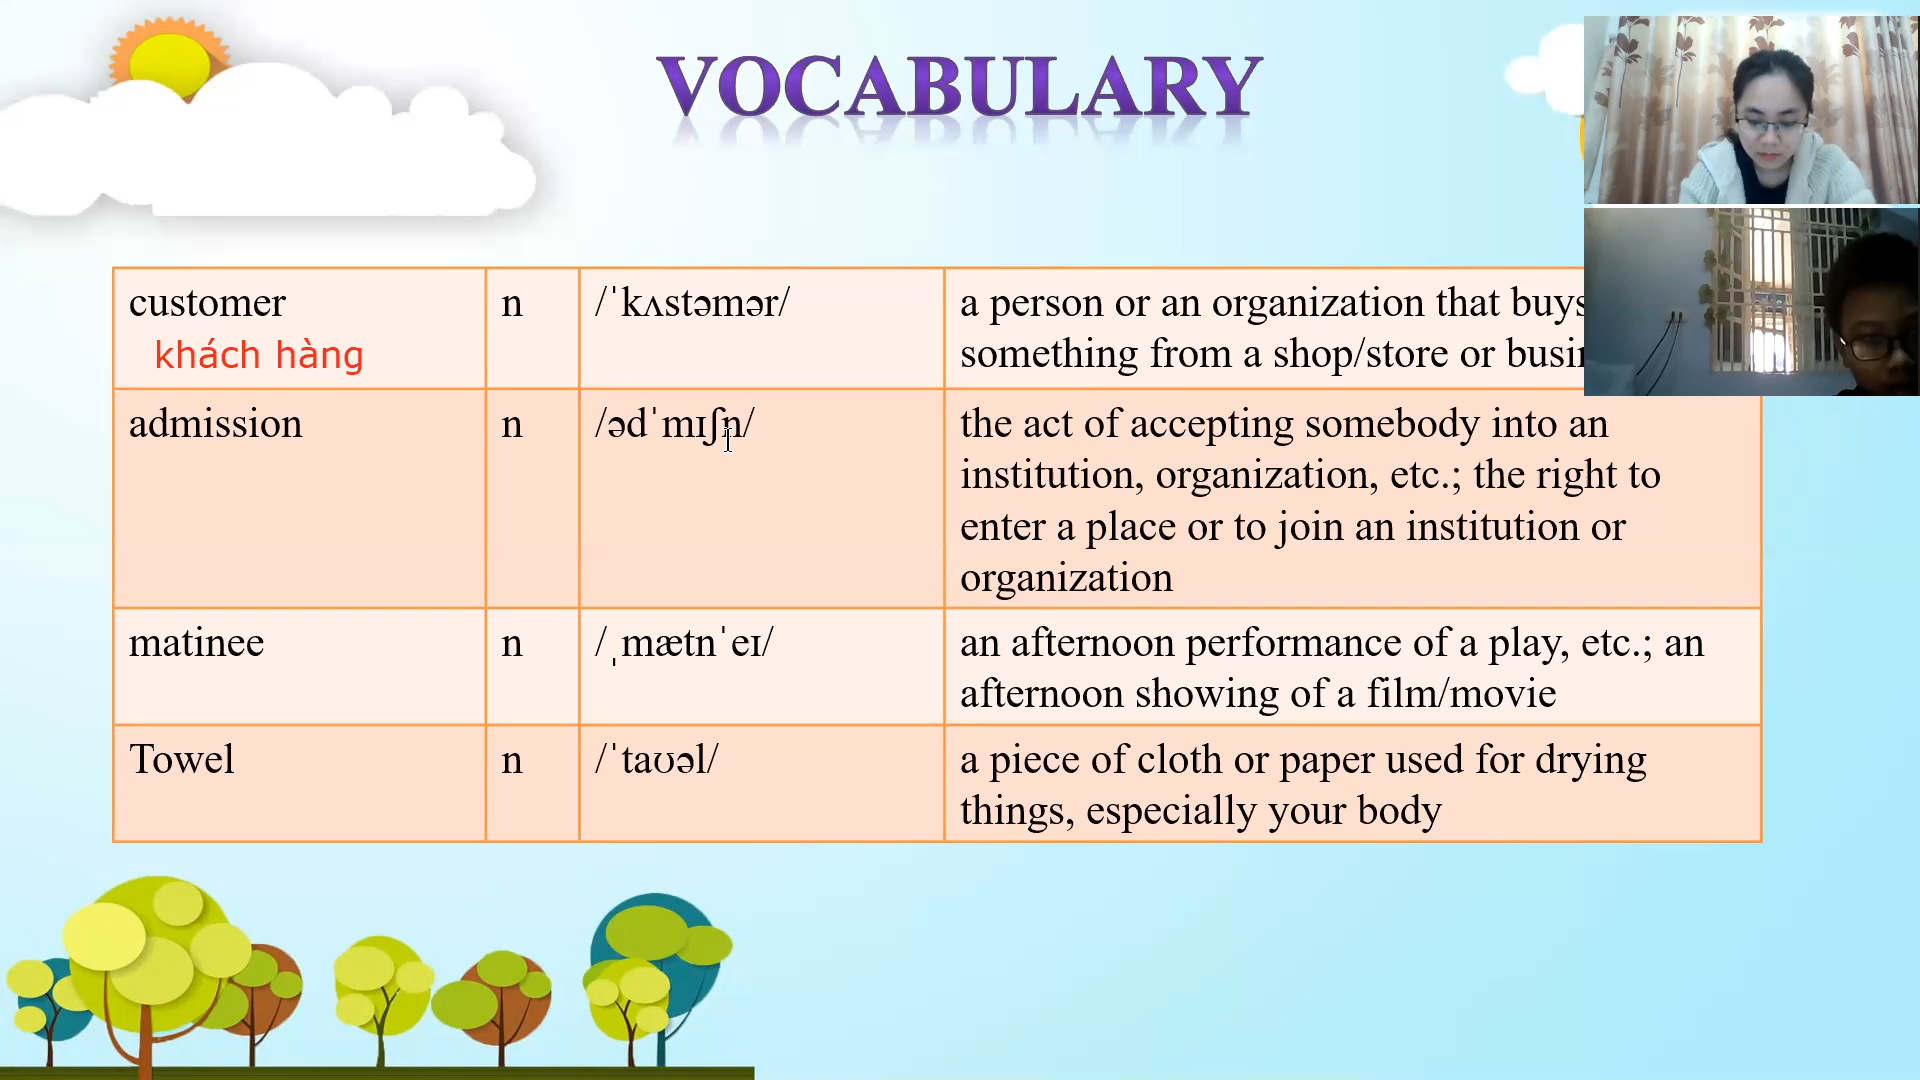 VOCABULARY
customer n /ˈkʌstəmər/ a person or an organization that buys
khách hàng something from a shop/store or
admission n /ədˈmɪʃn/ the act of accepting somebody into an
institution, organization, etc.; the right to
enter a place or to join an institution or
organization
matinee n /ˌmætnˈeɪ/ an afternoon performance of a play, etc.; an
afternoon showing of a film/movie
Towel n /ˈtaʊəl/ a piece of cloth or paper used for drying
things, especially your body